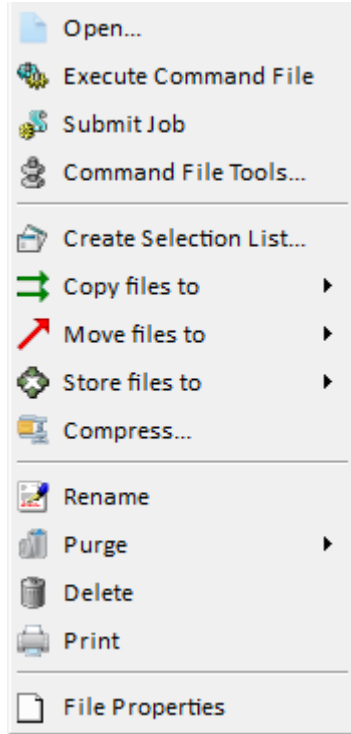 Open...
Execute Command File
Submit Job
Command File Tools...
Create Selection List...
Copy files to
Move files to
Store files to
Compress...
Rename
Purge
Delete
Print
File Properties